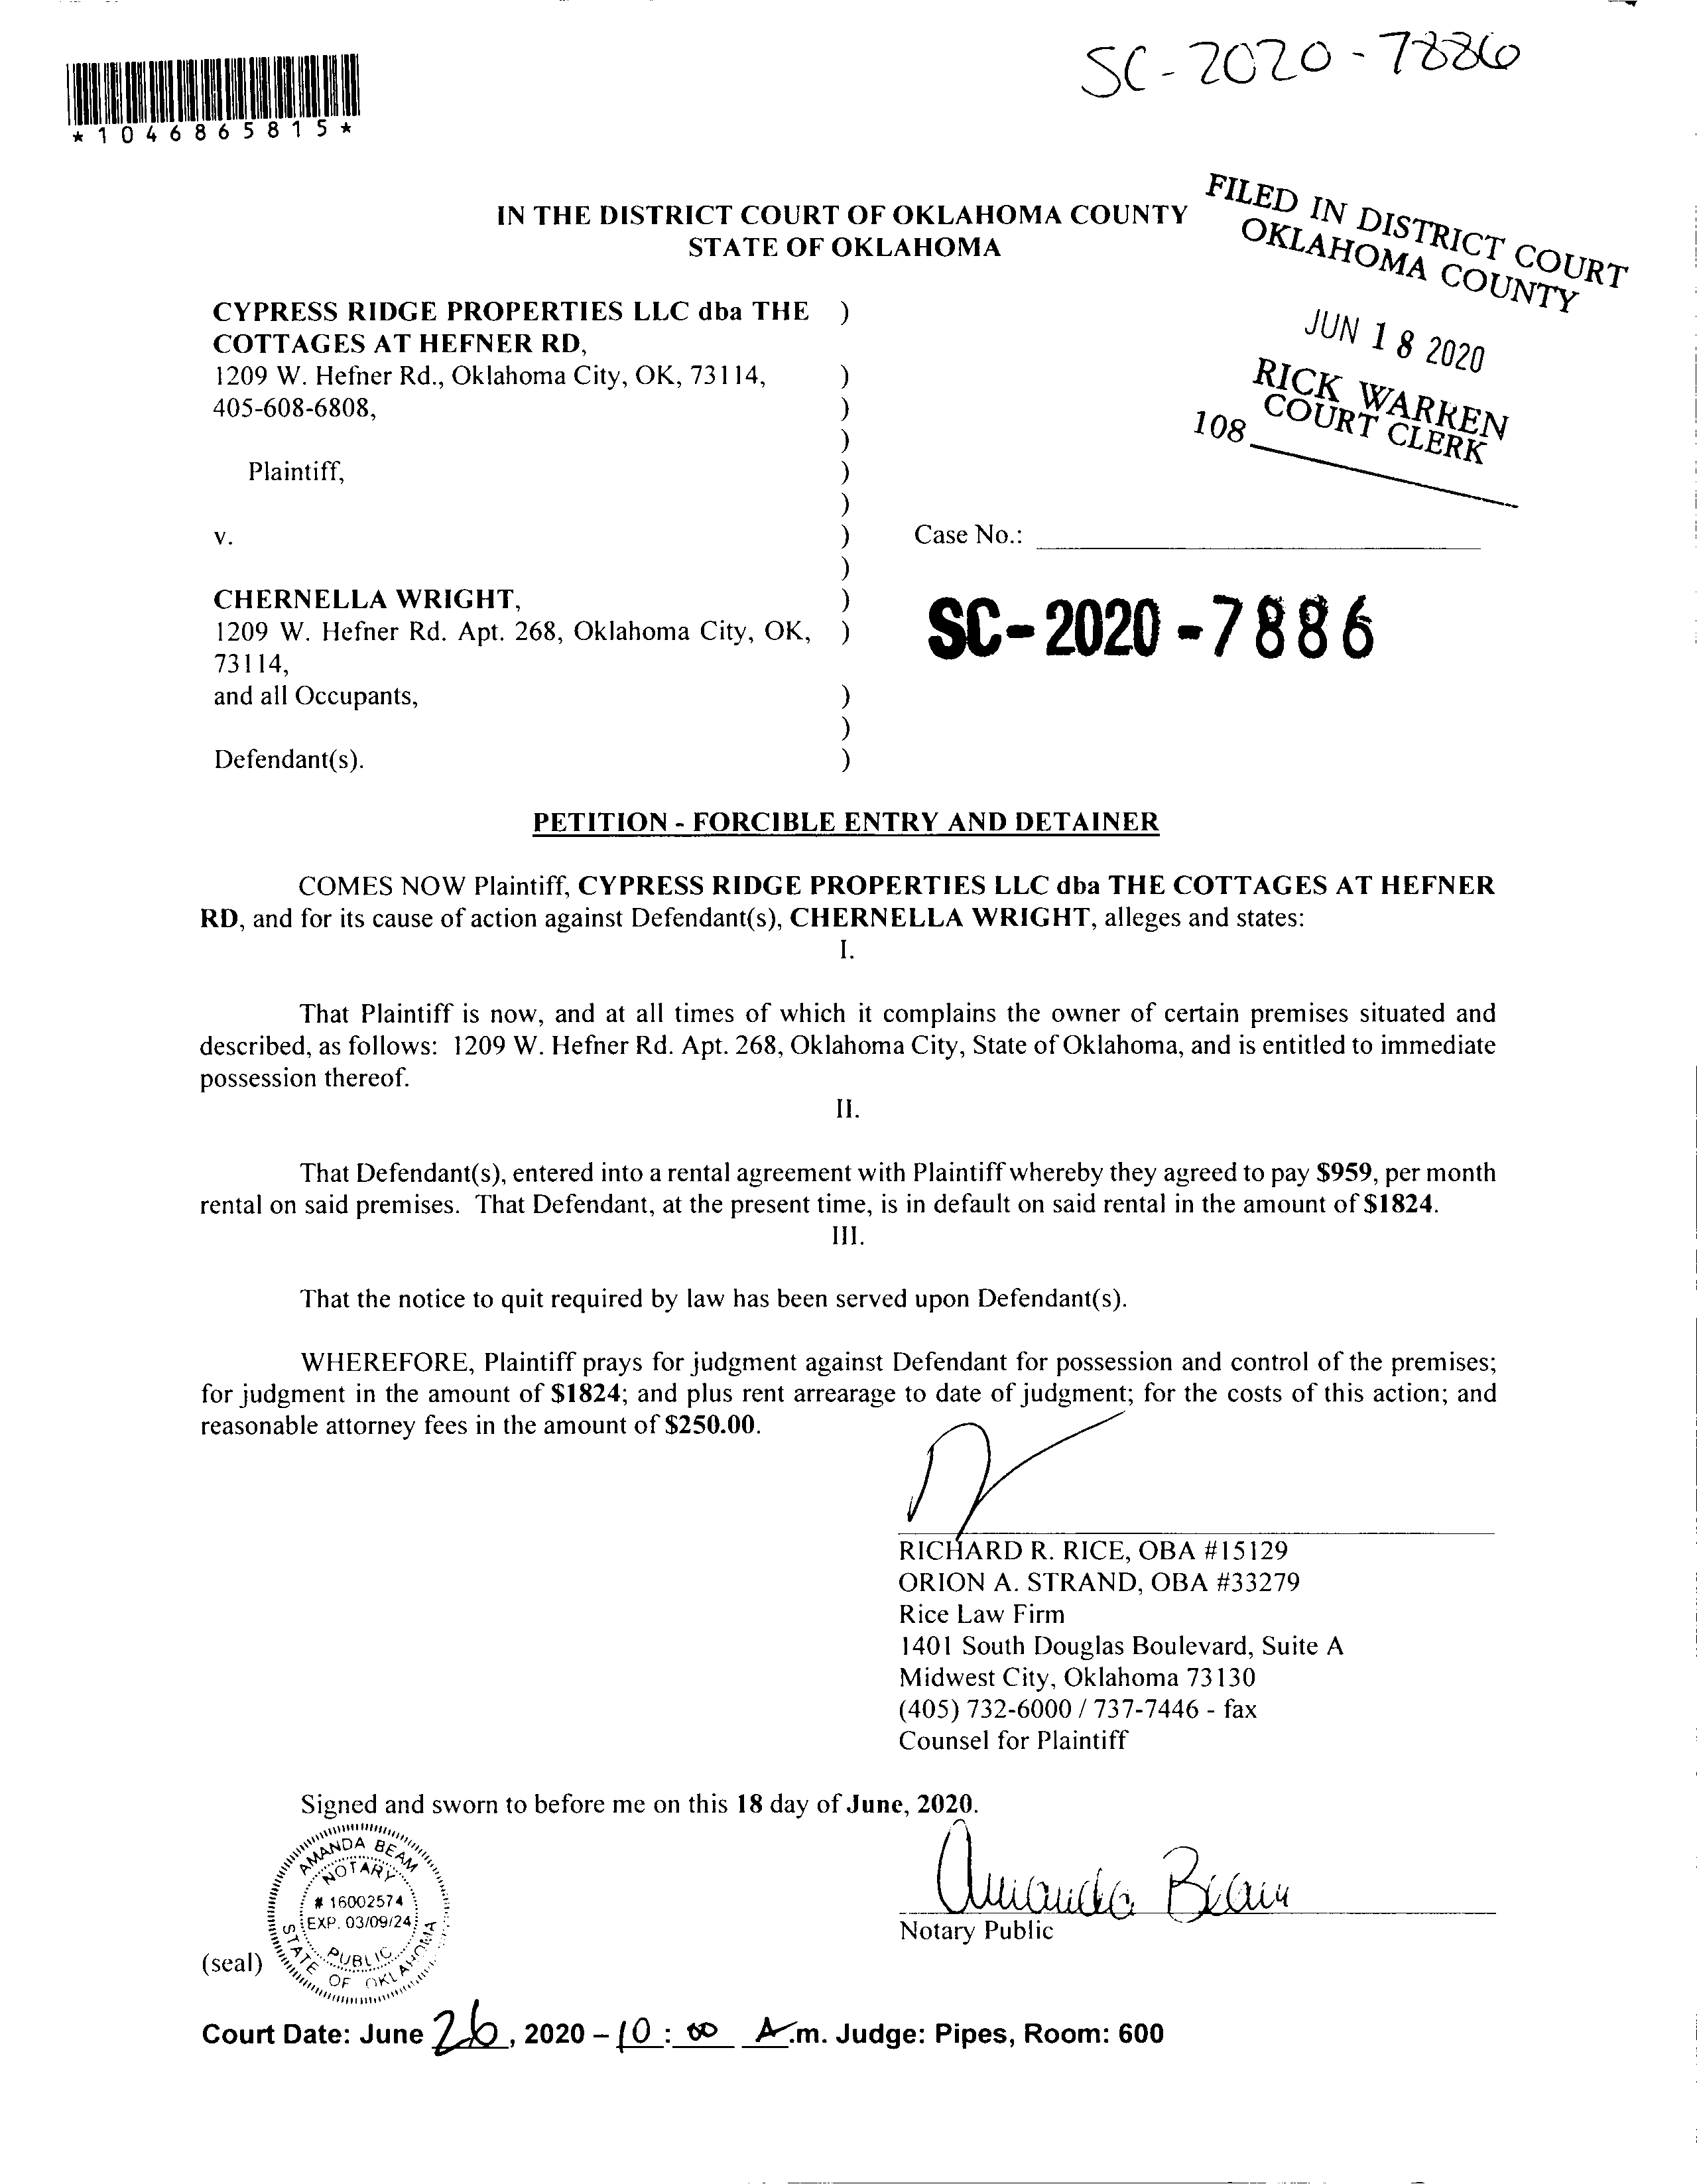 SC-2020-7886
*1046865815*
IN THE DISTRICT COURT OF OKLAHOMA COUNTY
STATE OF OKLAHOMA
FILED IN DISTRICT COURT
OKLAHOMA COUNTY
JUN 18 2020
RICK WARREN
COURT CLERK
108
CYPRESS RIDGE PROPERTIES LLC dba THE )
COTTAGES AT HEFNER RD,
1209 W. Hefner Rd., Oklahoma City, OK, 73114, )
405-608-6808, )
)
Plaintiff, )
)
v. ) Case No.:
)
CHERNELLA WRIGHT, )
1209 W. Hefner Rd. Apt. 268, Oklahoma City, OK, )
73114,
and all Occupants, )
)
Defendant(s). )
SC-2020-7886
PETITION - FORCIBLE ENTRY AND DETAINER
COMES NOW Plaintiff, CYPRESS RIDGE PROPERTIES LLC dba THE COTTAGES AT HEFNER
RD, and for its cause of action against Defendant(s), CHERNELLA WRIGHT, alleges and states:
I.
That Plaintiff is now, and at all times of which it complains the owner of certain premises situated and
described, as follows: 1209 W. Hefner Rd. Apt. 268, Oklahoma City, State of Oklahoma, and is entitled to immediate
possession thereof.
II.
That Defendant(s), entered into a rental agreement with Plaintiff whereby they agreed to pay $959, per month
rental on said premises. That Defendant, at the present time, is in default on said rental in the amount of $1824.
III.
That the notice to quit required by law has been served upon Defendant(s).
WHEREFORE, Plaintiff prays for judgment against Defendant for possession and control of the premises;
for judgment in the amount of $1824; and plus rent arrearage to date of judgment; for the costs of this action; and
reasonable attorney fees in the amount of $250.00.
RICHARD R. RICE, OBA #15129
ORION A. STRAND, OBA #33279
Rice Law Firm
1401 South Douglas Boulevard, Suite A
Midwest City, Oklahoma 73130
(405) 732-6000 / 737-7446 - fax
Counsel for Plaintiff
Signed and sworn to before me on this 18 day of June, 2020.
Amanda Beam
Notary Public
(seal)
AMANDA BEAM
NOTARY
# 16002574
EXP. 03/09/24
PUBLIC
STATE OF OKLAHOMA
Court Date: June 26, 2020 – 10 : 00 A.m. Judge: Pipes, Room: 600